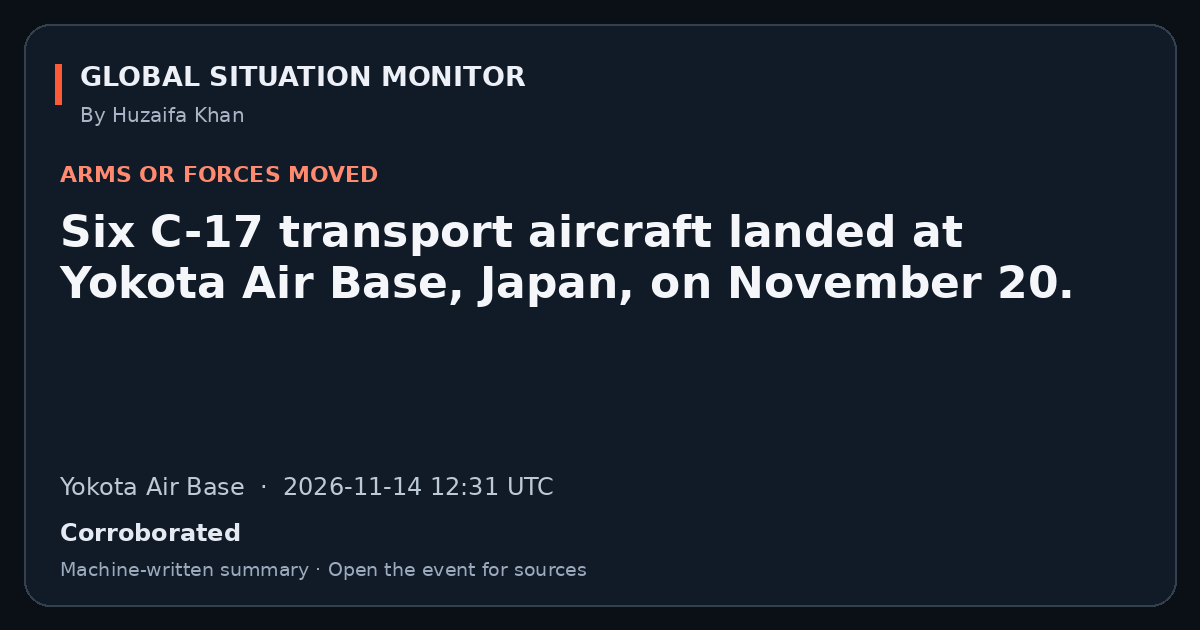 GLOBAL SITUATION MONITOR
By Huzaifa Khan
ARMS OR FORCES MOVED
Six C-17 transport aircraft landed at
Yokota Air Base, Japan, on November 20.
Yokota Air Base · 2026-11-14 12:31 UTC
Corroborated
Machine-written summary · Open the event for sources